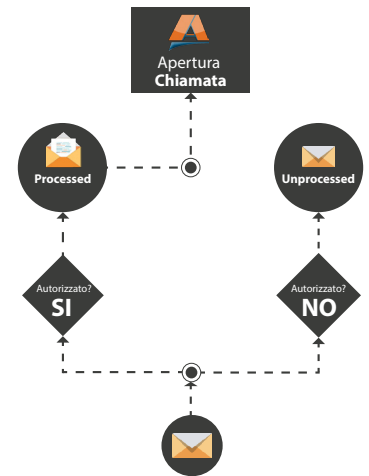 Apertura
Chiamata
Processed
Unprocessed
Autorizzato?
SI
Autorizzato?
NO